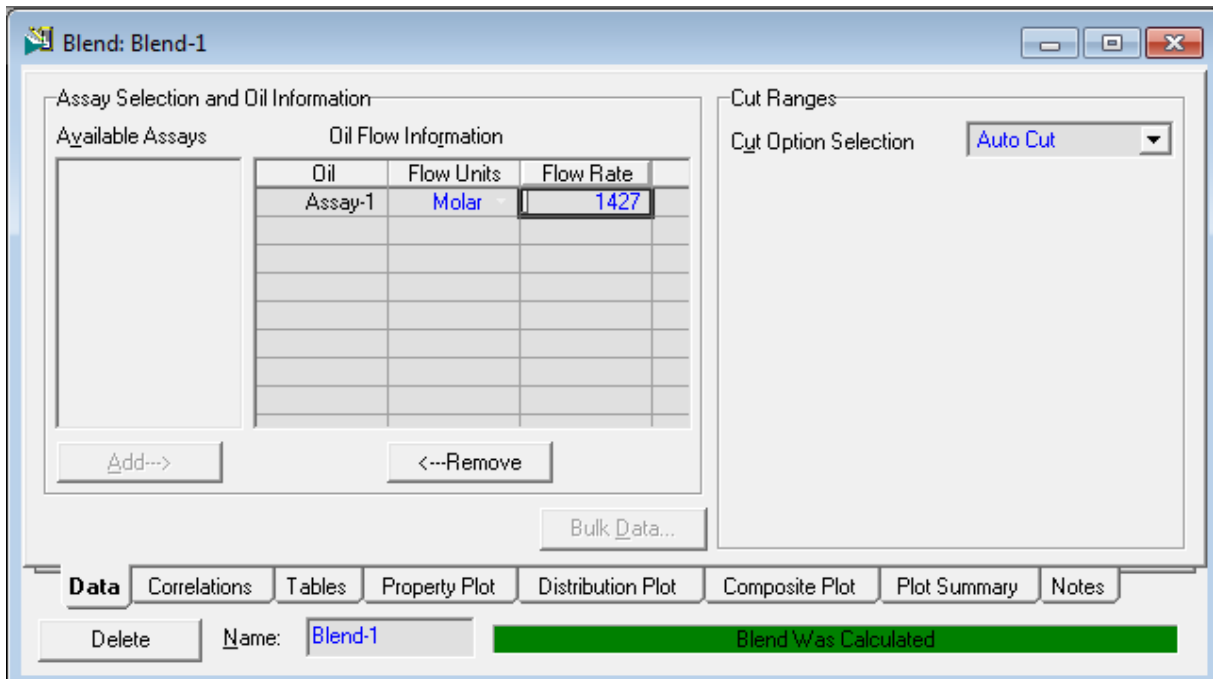 Blend: Blend-1
Assay Selection and Oil Information
Available Assays
Oil Flow Information
Oil Flow Units Flow Rate
Assay-1 Molar 1427
Add--->
<---Remove
Bulk Data...
Cut Ranges
Cut Option Selection Auto Cut
Data Correlations Tables Property Plot Distribution Plot Composite Plot Plot Summary Notes
Delete Name: Blend-1 Blend Was Calculated